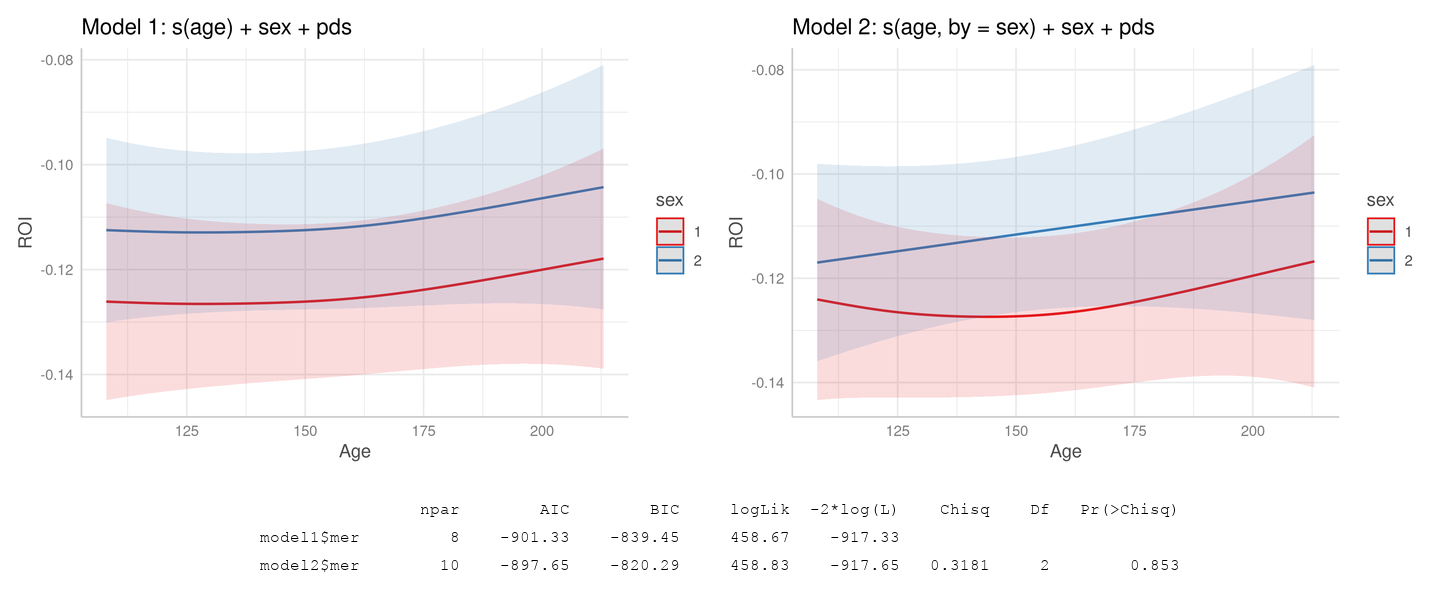 Model 1: s(age) + sex + pds
-0.08
-0.10
-0.12
-0.14
ROI
125 150 175 200
Age
sex
1
2
Model 2: s(age, by = sex) + sex + pds
-0.08
-0.10
-0.12
-0.14
ROI
125 150 175 200
Age
sex
1
2
npar AIC BIC logLik -2*log(L) Chisq Df Pr(>Chisq)
model1$mer 8 -901.33 -839.45 458.67 -917.33
model2$mer 10 -897.65 -820.29 458.83 -917.65 0.3181 2 0.853